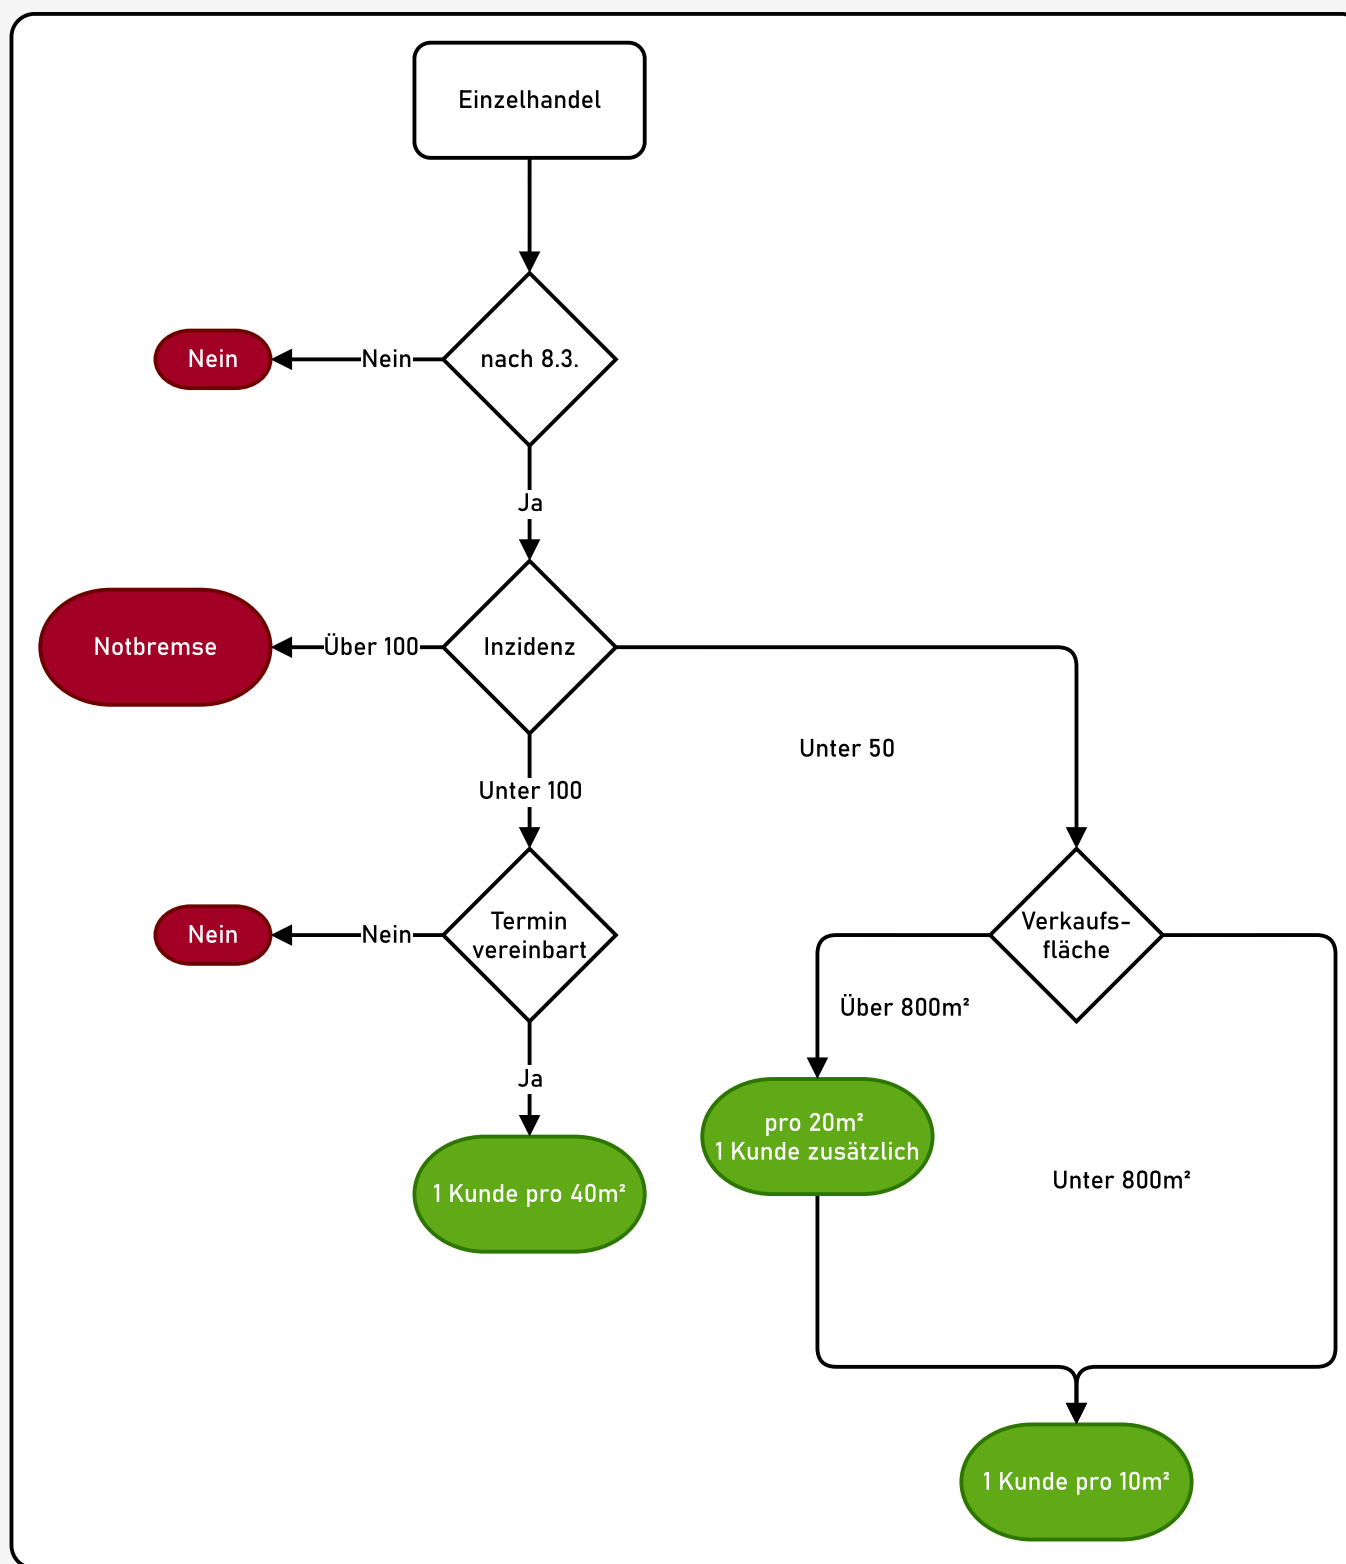 Einzelhandel
nach 8.3.
Nein
Nein
Ja
Inzidenz
Über 100
Notbremse
Unter 50
Unter 100
Termin
vereinbart
Nein
Nein
Verkaufs-
fläche
Über 800m²
Ja
pro 20m²
1 Kunde zusätzlich
Unter 800m²
1 Kunde pro 40m²
1 Kunde pro 10m²